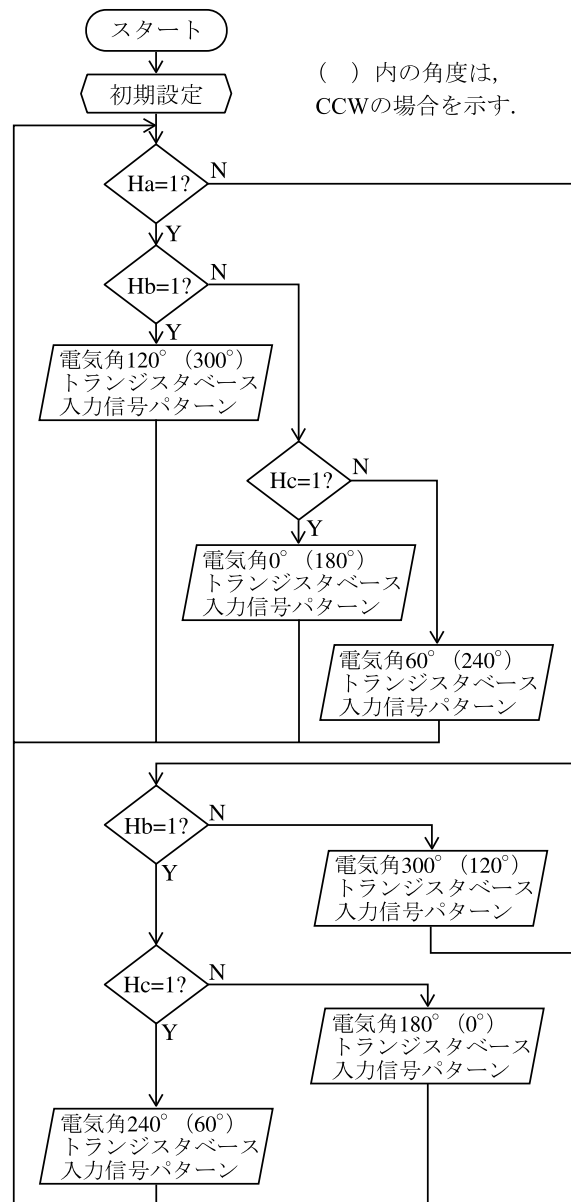 スタート
初期設定
(　)内の角度は,
CCWの場合を示す.
Ha=1?
N
Y
Hb=1?
N
Y
電気角120°(300°)
トランジスタベース
入力信号パターン
Hc=1?
N
Y
電気角0°(180°)
トランジスタベース
入力信号パターン
電気角60°(240°)
トランジスタベース
入力信号パターン
Hb=1?
N
Y
電気角300°(120°)
トランジスタベース
入力信号パターン
Hc=1?
N
Y
電気角180°(0°)
トランジスタベース
入力信号パターン
電気角240°(60°)
トランジスタベース
入力信号パターン